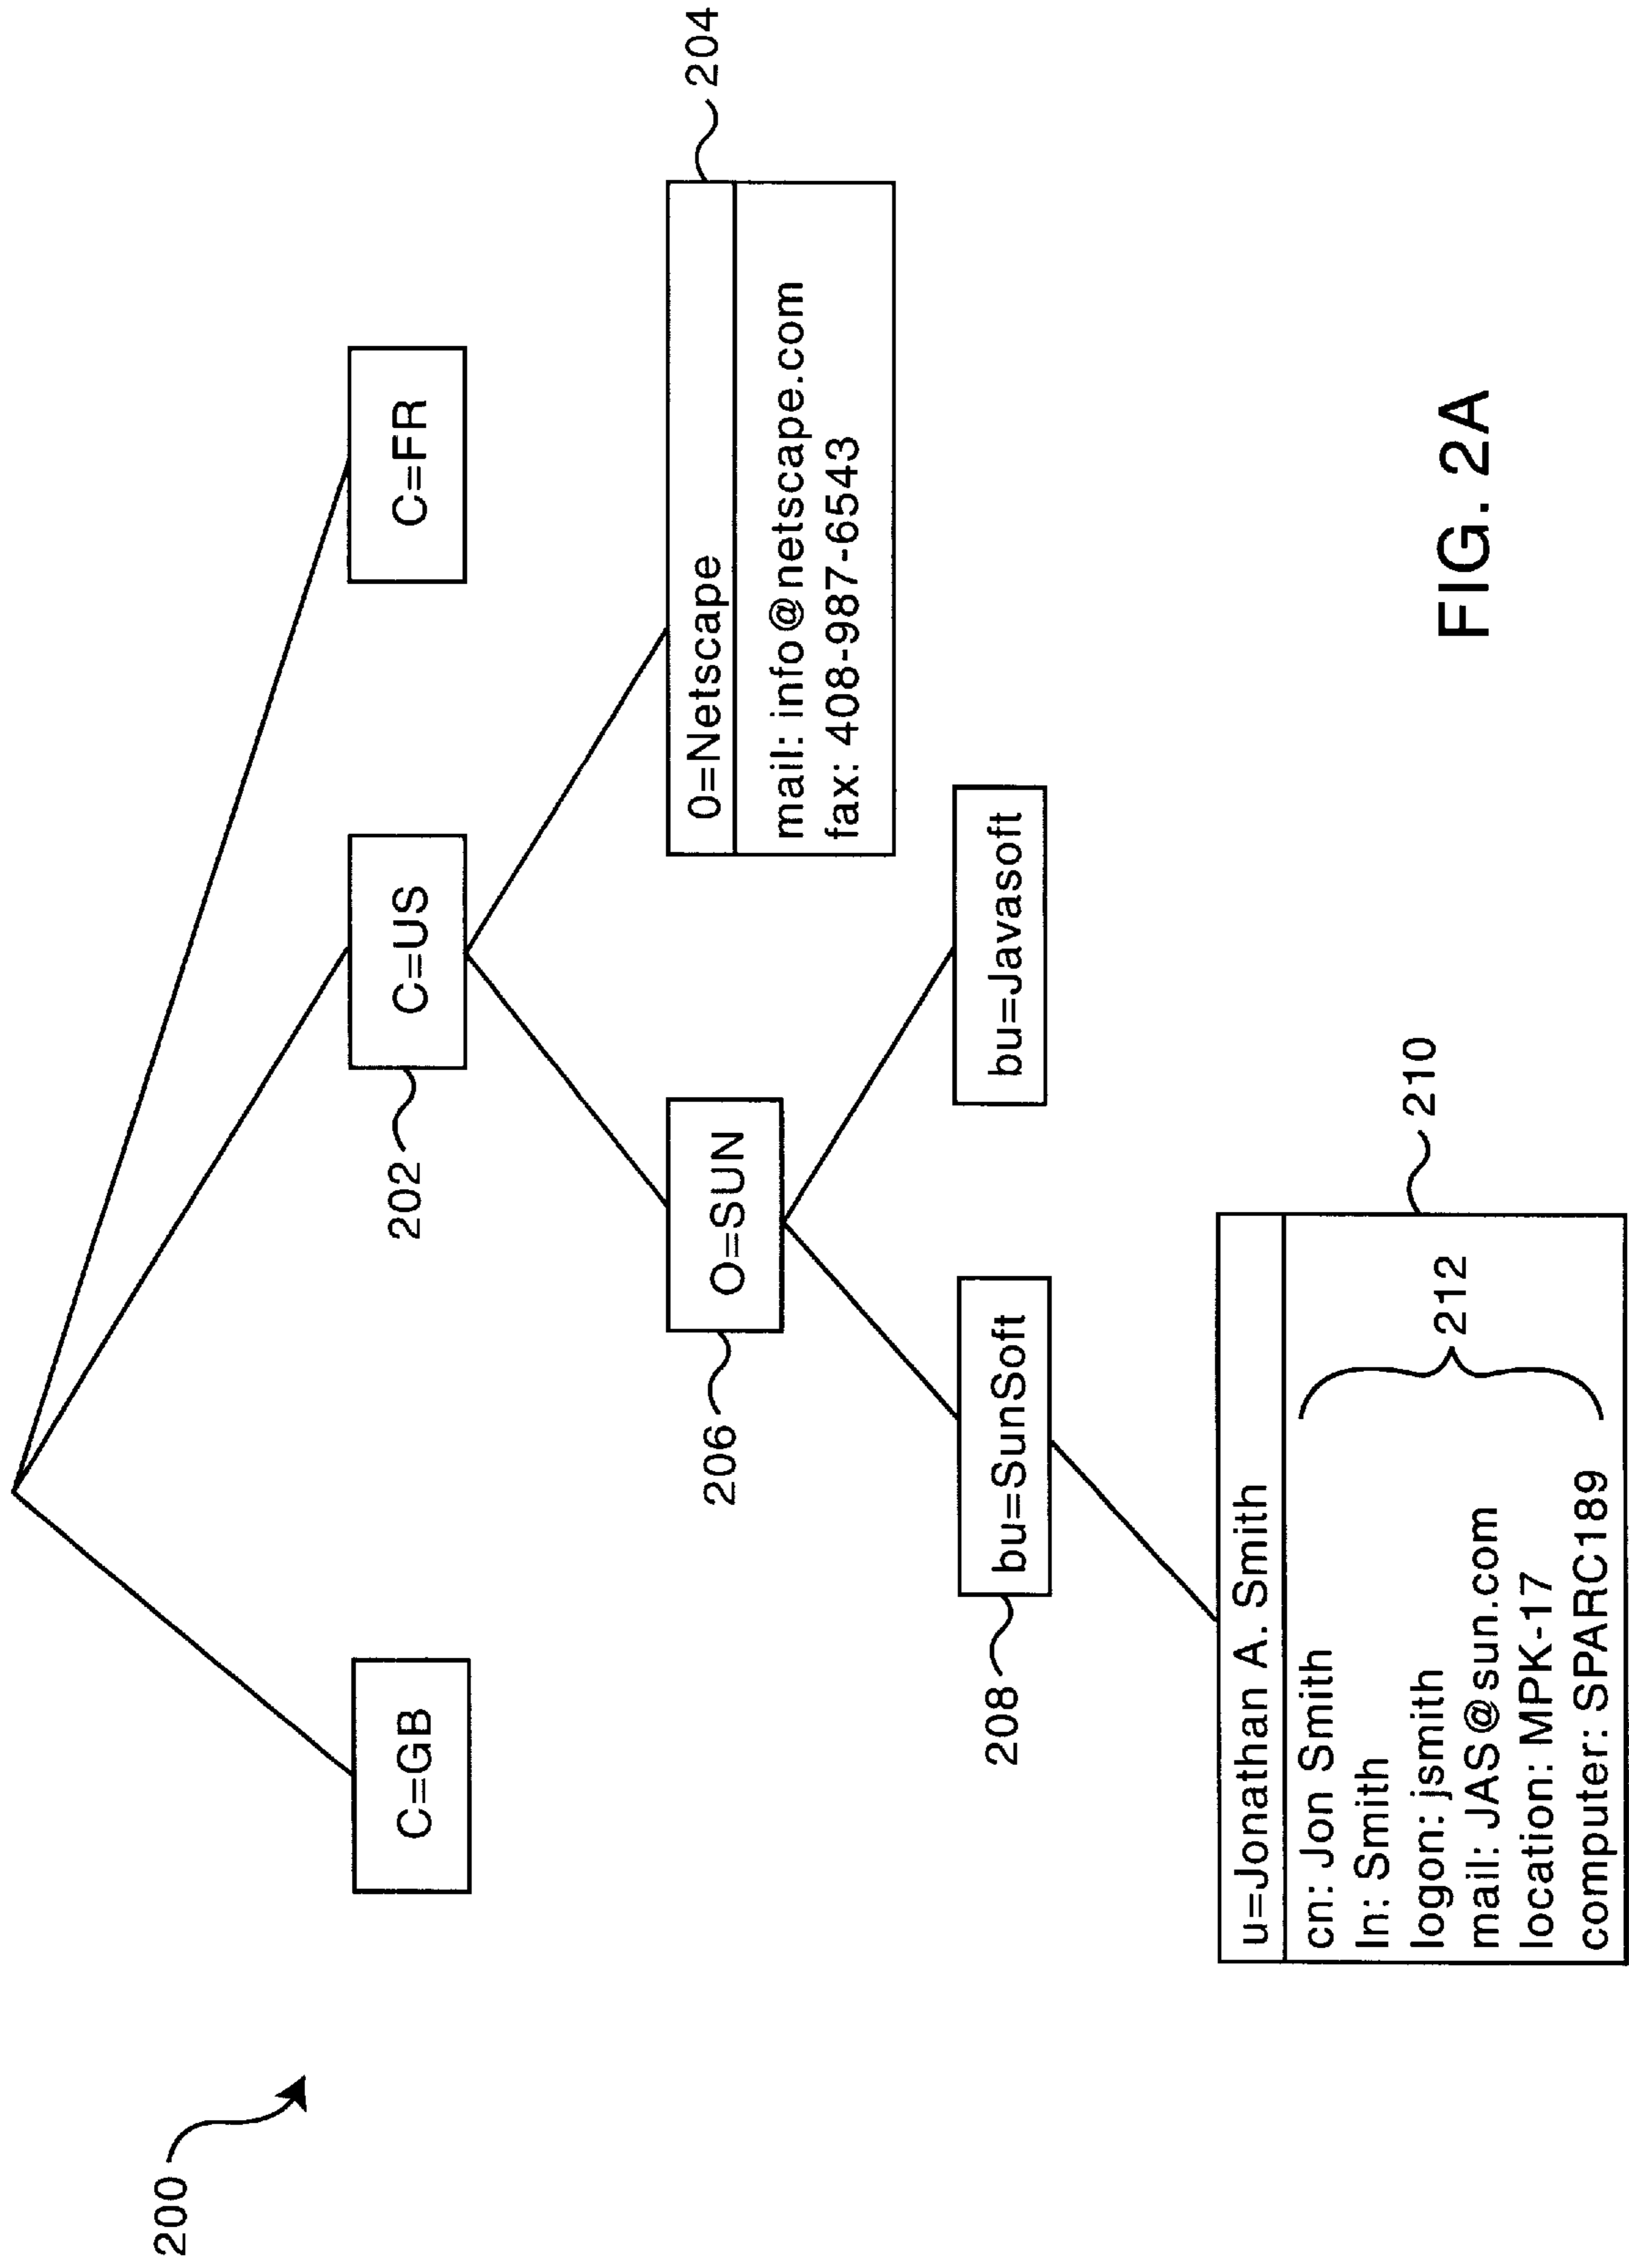 200
C=GB
C=US
C=FR
202
206
O=SUN
0=Netscape
204
mail: info@netscape.com
fax: 408-987-6543
208
bu=SunSoft
bu=Javasoft
u=Jonathan A. Smith
210
cn: Jon Smith
ln: Smith
logon: jsmith
mail: JAS@sun.com
location: MPK-17
computer: SPARC189
212
FIG. 2A